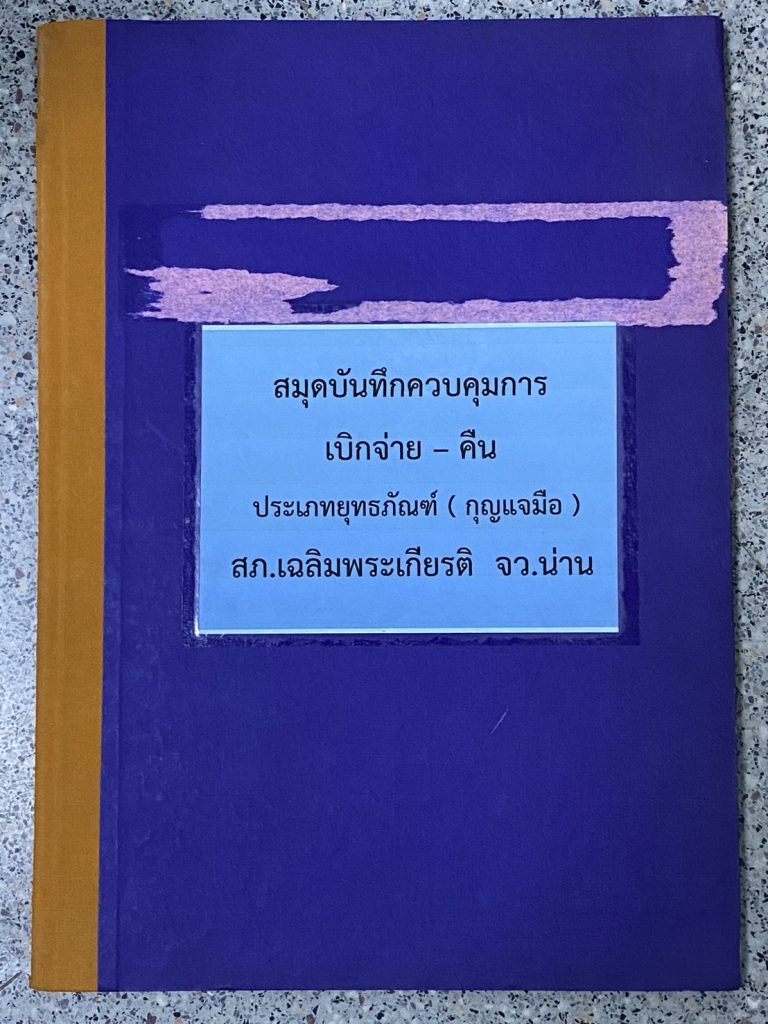 สมุดบันทึกควบคุมการ
เบิกจ่าย – คืน
ประเภทยุทธภัณฑ์ ( กุญแจมือ )
สภ.เฉลิมพระเกียรติ จว.น่าน